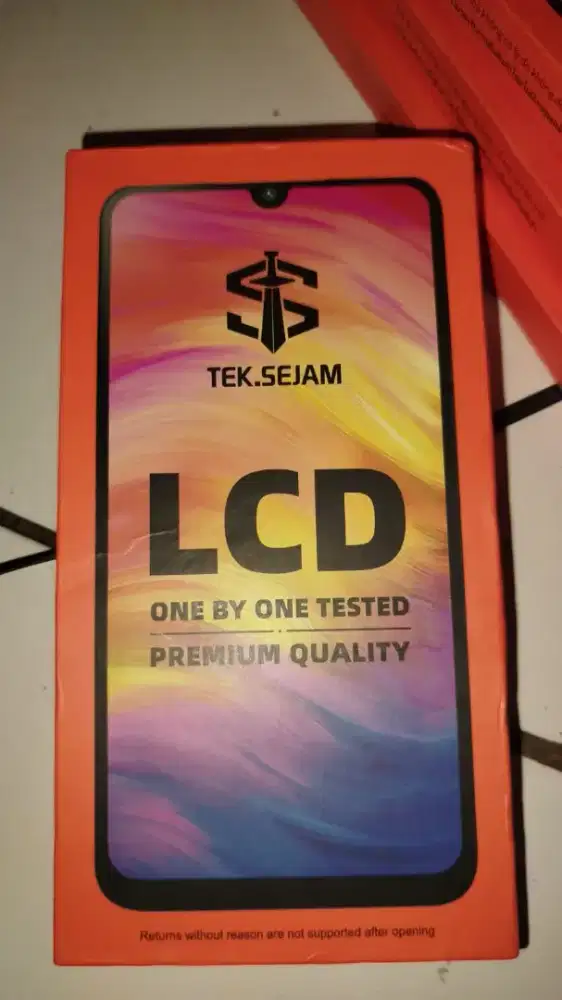 TEK.SEJAM
LCD
ONE BY ONE TESTED
PREMIUM QUALITY
Returns without reason are not supported after opening